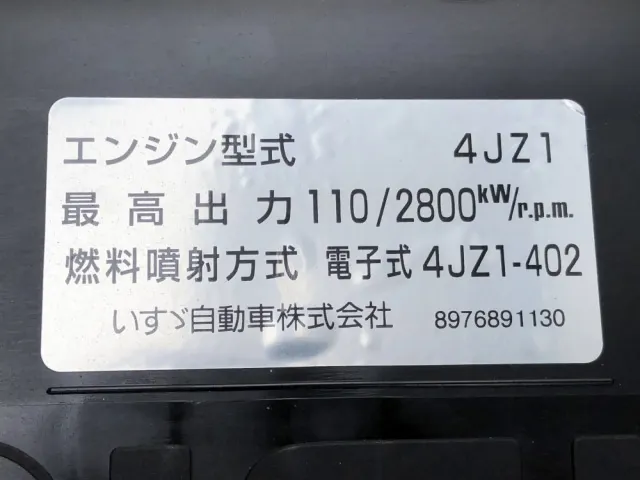 エンジン型式 4JZ1
最高出力 110/2800kW/r.p.m.
燃料噴射方式 電子式 4JZ1-402
いすゞ自動車株式会社 8976891130